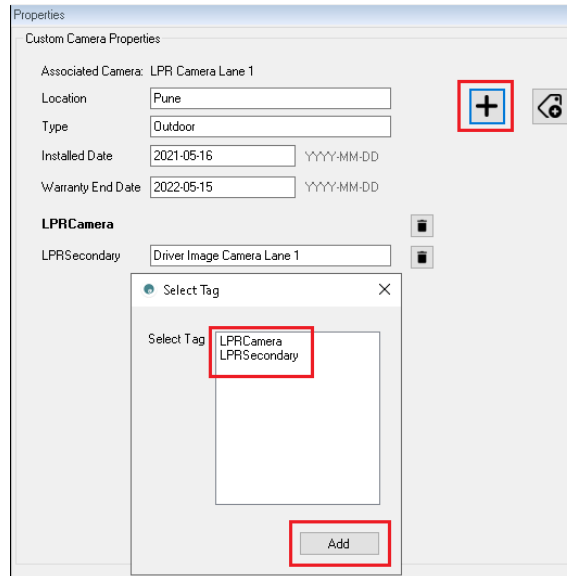 Properties
Custom Camera Properties
Associated Camera: LPR Camera Lane 1
Location Pune
Type Outdoor
Installed Date 2021-05-16 YYYY-MM-DD
Warranty End Date 2022-05-15 YYYY-MM-DD
LPRCamera
LPRSecondary Driver Image Camera Lane 1
Select Tag
Select Tag LPRCamera
LPRSecondary
Add